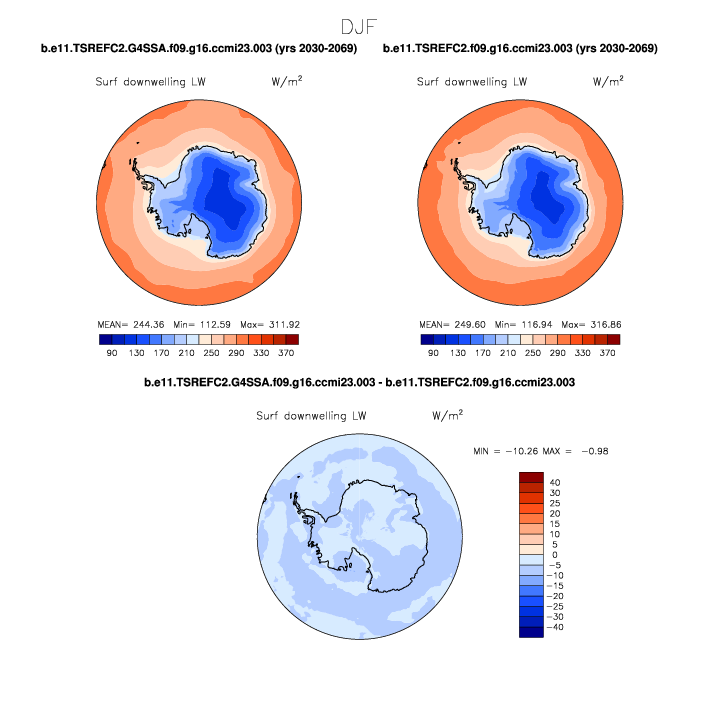 DJF
b.e11.TSREFC2.G4SSA.f09.g16.ccmi23.003 (yrs 2030-2069)
b.e11.TSREFC2.f09.g16.ccmi23.003 (yrs 2030-2069)
Surf downwelling LW W/m²
Surf downwelling LW W/m²
MEAN= 244.36 Min= 112.59 Max= 311.92
MEAN= 249.60 Min= 116.94 Max= 316.86
90 130 170 210 250 290 330 370
90 130 170 210 250 290 330 370
b.e11.TSREFC2.G4SSA.f09.g16.ccmi23.003 - b.e11.TSREFC2.f09.g16.ccmi23.003
Surf downwelling LW W/m²
MIN = −10.26 MAX = −0.98
40
30
25
20
15
10
5
0
−5
−10
−15
−20
−25
−30
−40